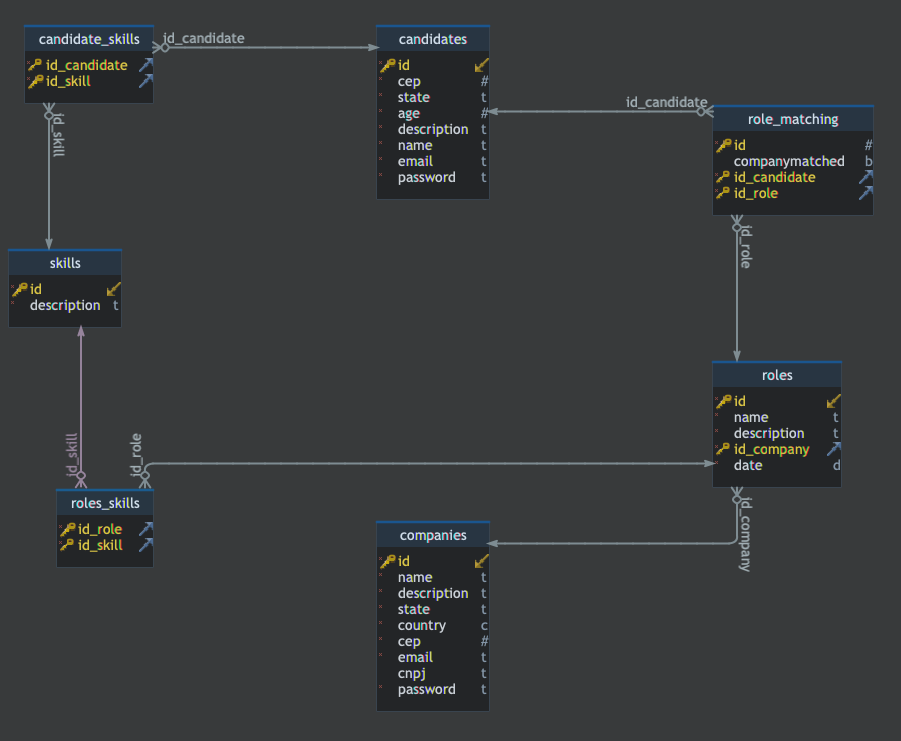 candidate_skills
id_candidate
id_skill
id_candidate
candidates
id #
cep #
state t
age #
description t
name t
email t
password t
id_candidate
role_matching
id #
companymatched b
id_candidate
id_role
id_skill
id_role
skills
id
description t
roles
id
name t
description t
id_company
date d
id_skill
id_role
roles_skills
id_role
id_skill
id_company
companies
id
name t
description t
state t
country c
cep #
email t
cnpj t
password t